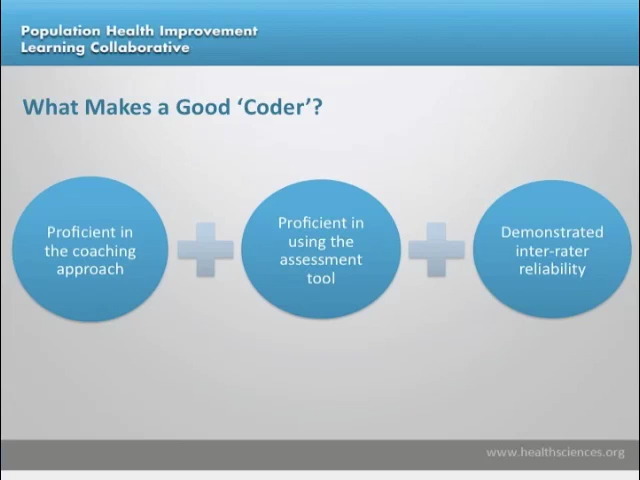 Population Health Improvement
Learning Collaborative
What Makes a Good ‘Coder’?
Proficient in
the coaching
approach
Proficient in
using the
assessment
tool
Demonstrated
inter-rater
reliability
www.healthsciences.org